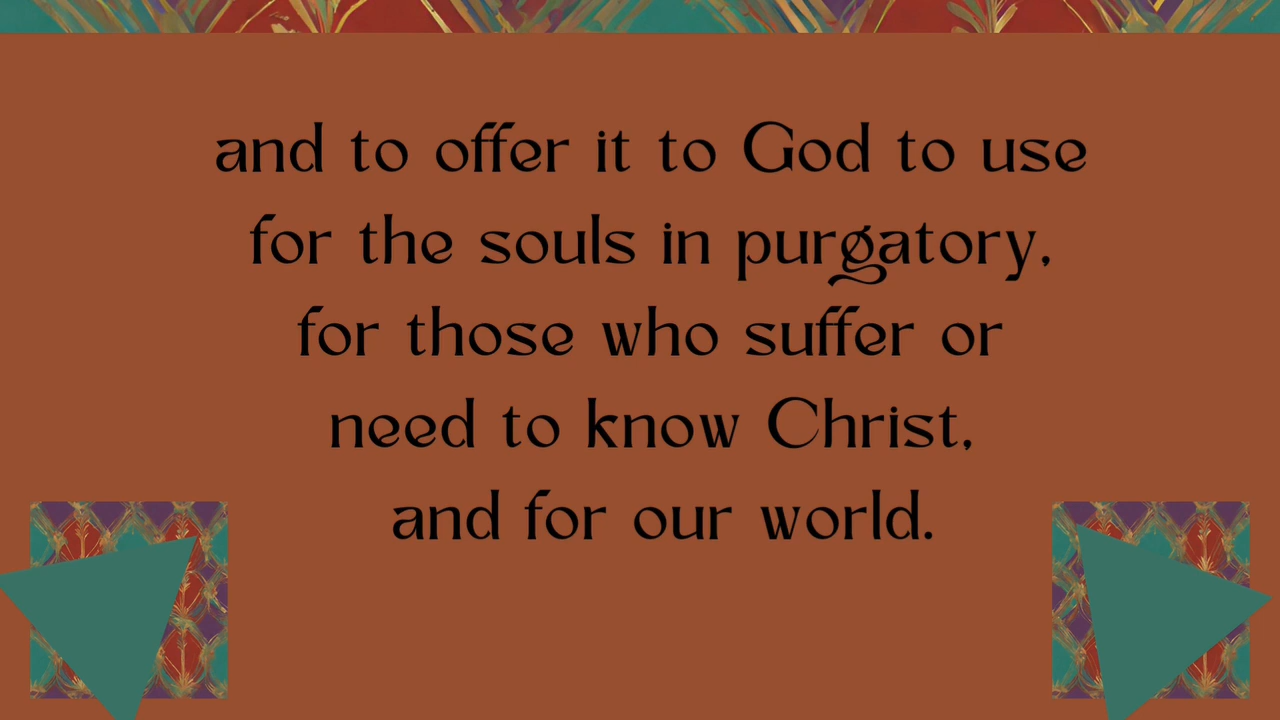 and to offer it to God to use
for the souls in purgatory,
for those who suffer or
need to know Christ,
and for our world.